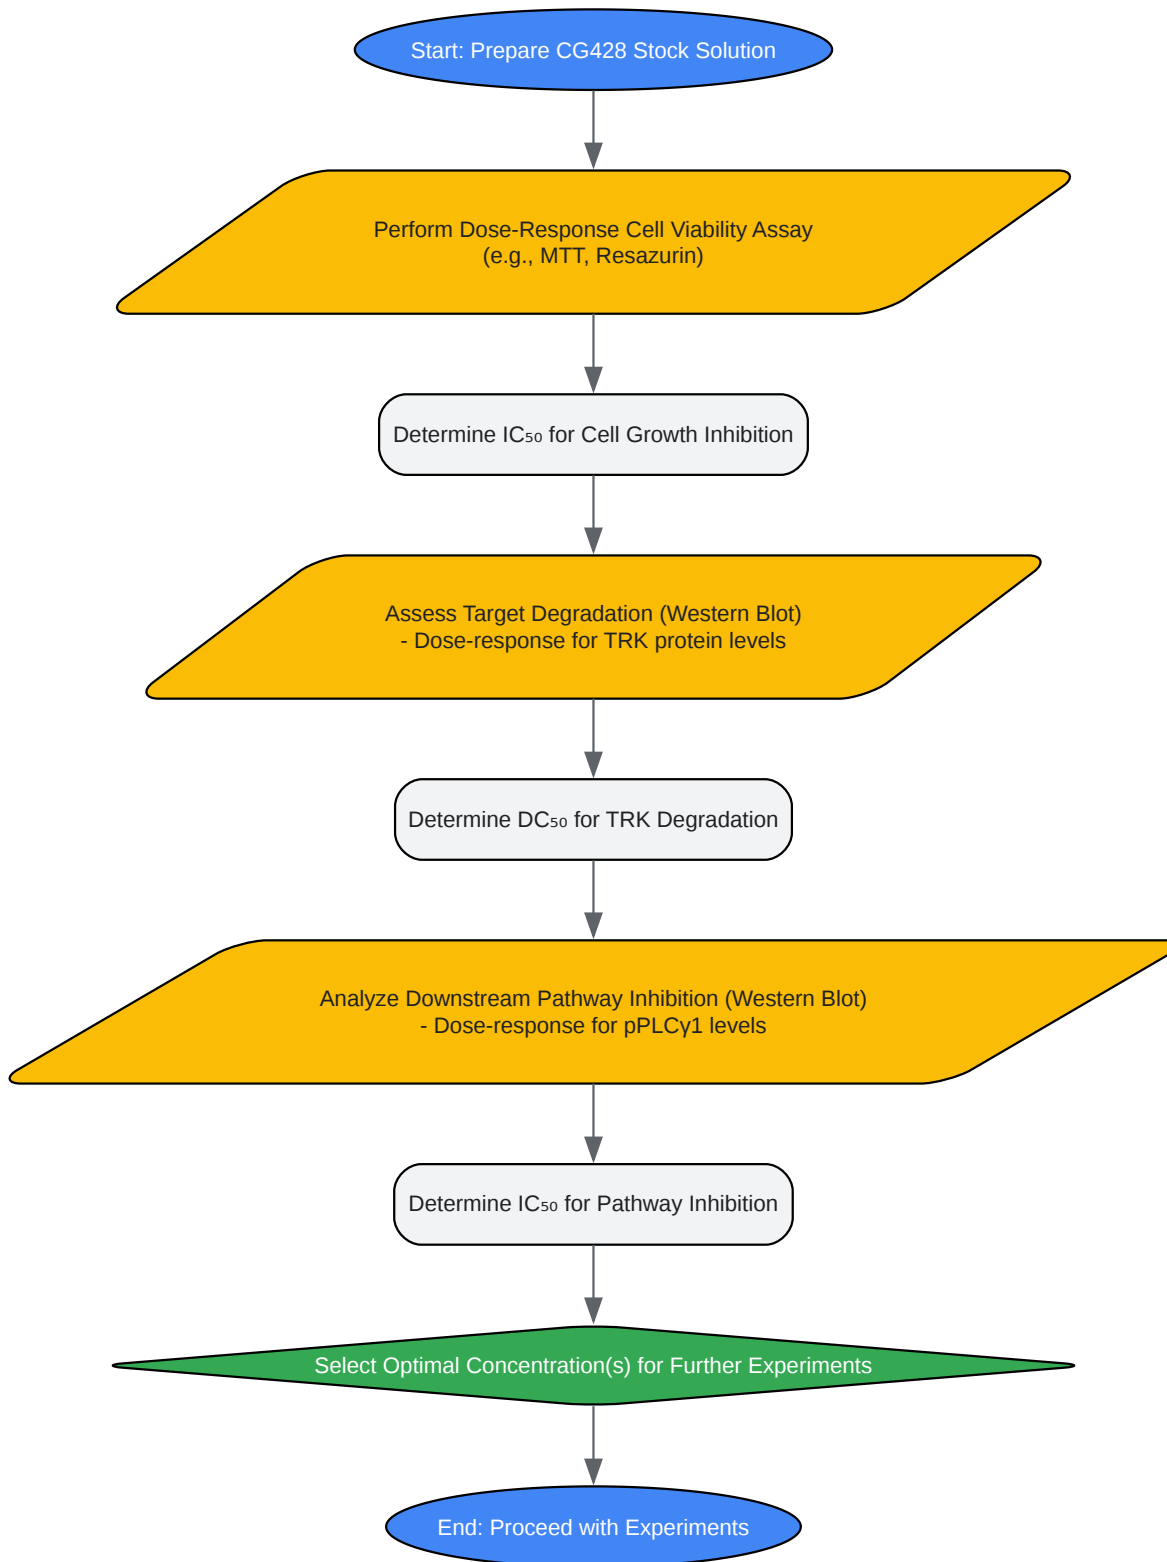 Start: Prepare CG428 Stock Solution
Perform Dose-Response Cell Viability Assay
(e.g., MTT, Resazurin)
Determine IC₅₀ for Cell Growth Inhibition
Assess Target Degradation (Western Blot)
- Dose-response for TRK protein levels
Determine DC₅₀ for TRK Degradation
Analyze Downstream Pathway Inhibition (Western Blot)
- Dose-response for pPLCγ1 levels
Determine IC₅₀ for Pathway Inhibition
Select Optimal Concentration(s) for Further Experiments
End: Proceed with Experiments